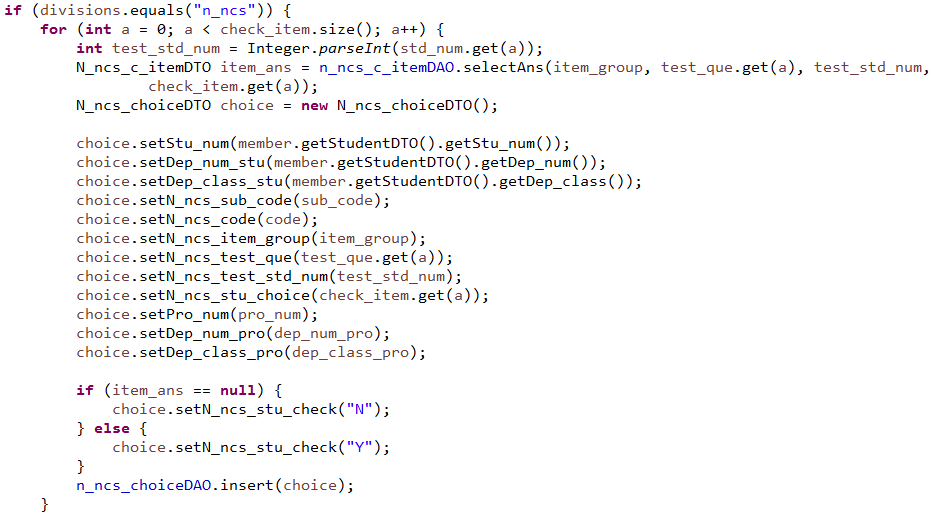 if (divisions.equals("n_ncs")) {
for (int a = 0; a < check_item.size(); a++) {
int test_std_num = Integer.parseInt(std_num.get(a));
N_ncs_c_itemDTO item_ans = n_ncs_c_itemDAO.selectAns(item_group, test_que.get(a), test_std_num,
check_item.get(a));
N_ncs_choiceDTO choice = new N_ncs_choiceDTO();
choice.setStu_num(member.getStudentDTO().getStu_num());
choice.setDep_num_stu(member.getStudentDTO().getDep_num());
choice.setDep_class_stu(member.getStudentDTO().getDep_class());
choice.setN_ncs_sub_code(sub_code);
choice.setN_ncs_code(code);
choice.setN_ncs_item_group(item_group);
choice.setN_ncs_test_que(test_que.get(a));
choice.setN_ncs_test_std_num(test_std_num);
choice.setN_ncs_stu_choice(check_item.get(a));
choice.setPro_num(pro_num);
choice.setDep_num_pro(dep_num_pro);
choice.setDep_class_pro(dep_class_pro);
if (item_ans == null) {
choice.setN_ncs_stu_check("N");
} else {
choice.setN_ncs_stu_check("Y");
}
n_ncs_choiceDAO.insert(choice);
}